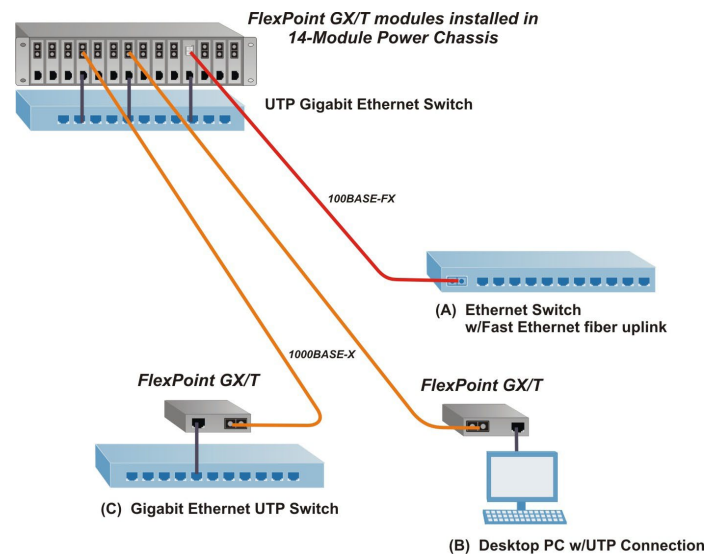 FlexPoint GX/T modules installed in
14-Module Power Chassis
UTP Gigabit Ethernet Switch
100BASE-FX
(A) Ethernet Switch
w/Fast Ethernet fiber uplink
1000BASE-X
FlexPoint GX/T
FlexPoint GX/T
(C) Gigabit Ethernet UTP Switch
(B) Desktop PC w/UTP Connection